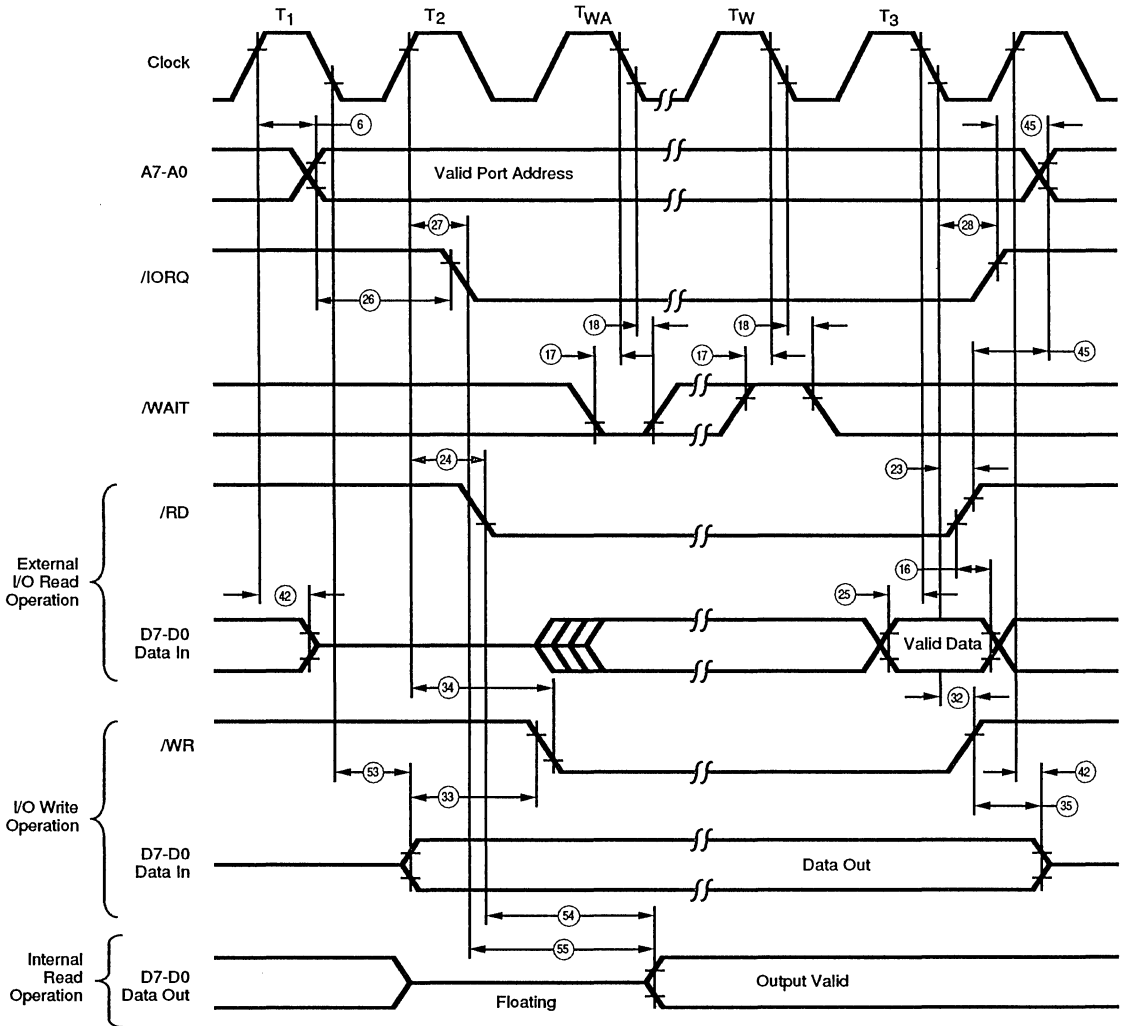 T1 T2 TWA TW T3
Clock
6
45
A7-A0
Valid Port Address
27
28
/IORQ
26
18
18
17
17
45
/WAIT
24
23
/RD
External
I/O Read
Operation
16
42
25
D7-D0
Data In
Valid Data
34
32
/WR
53
42
33
35
I/O Write
Operation
D7-D0
Data In
Data Out
54
55
Internal
Read
Operation
D7-D0
Data Out
Floating
Output Valid